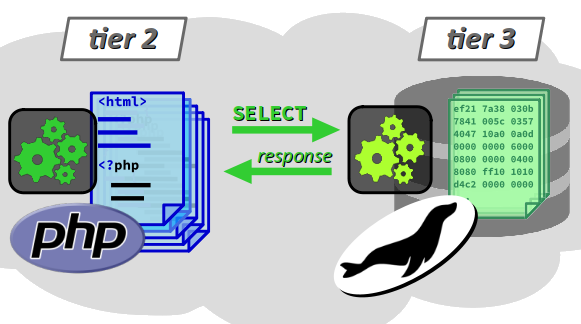 tier 2
tier 3
<html>
<?php
php
SELECT
response
ef21 7a38 030b
7841 005c 0357
4047 10a0 0a0d
0000 0000 6000
0800 0000 0400
8080 ff10 1010
d4c2 0000 0000